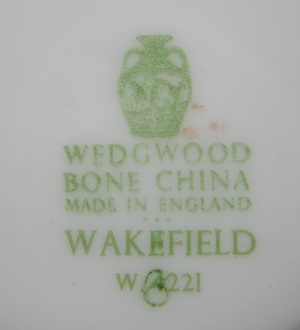 WEDGWOOD
BONE CHINA
MADE IN ENGLAND
...
WAKEFIELD